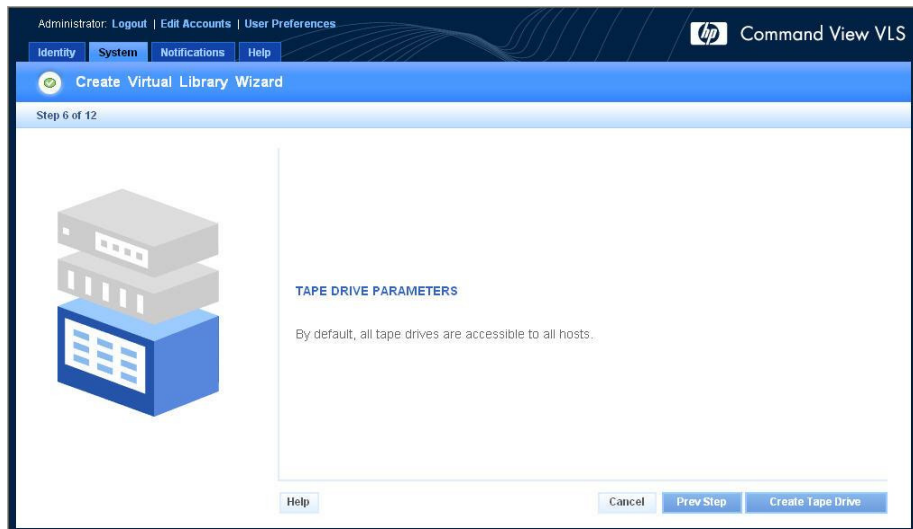 Administrator: Logout | Edit Accounts | User Preferences
hp Command View VLS
Identity System Notifications Help
Create Virtual Library Wizard
Step 6 of 12
TAPE DRIVE PARAMETERS
By default, all tape drives are accessible to all hosts.
Help Cancel Prev Step Create Tape Drive